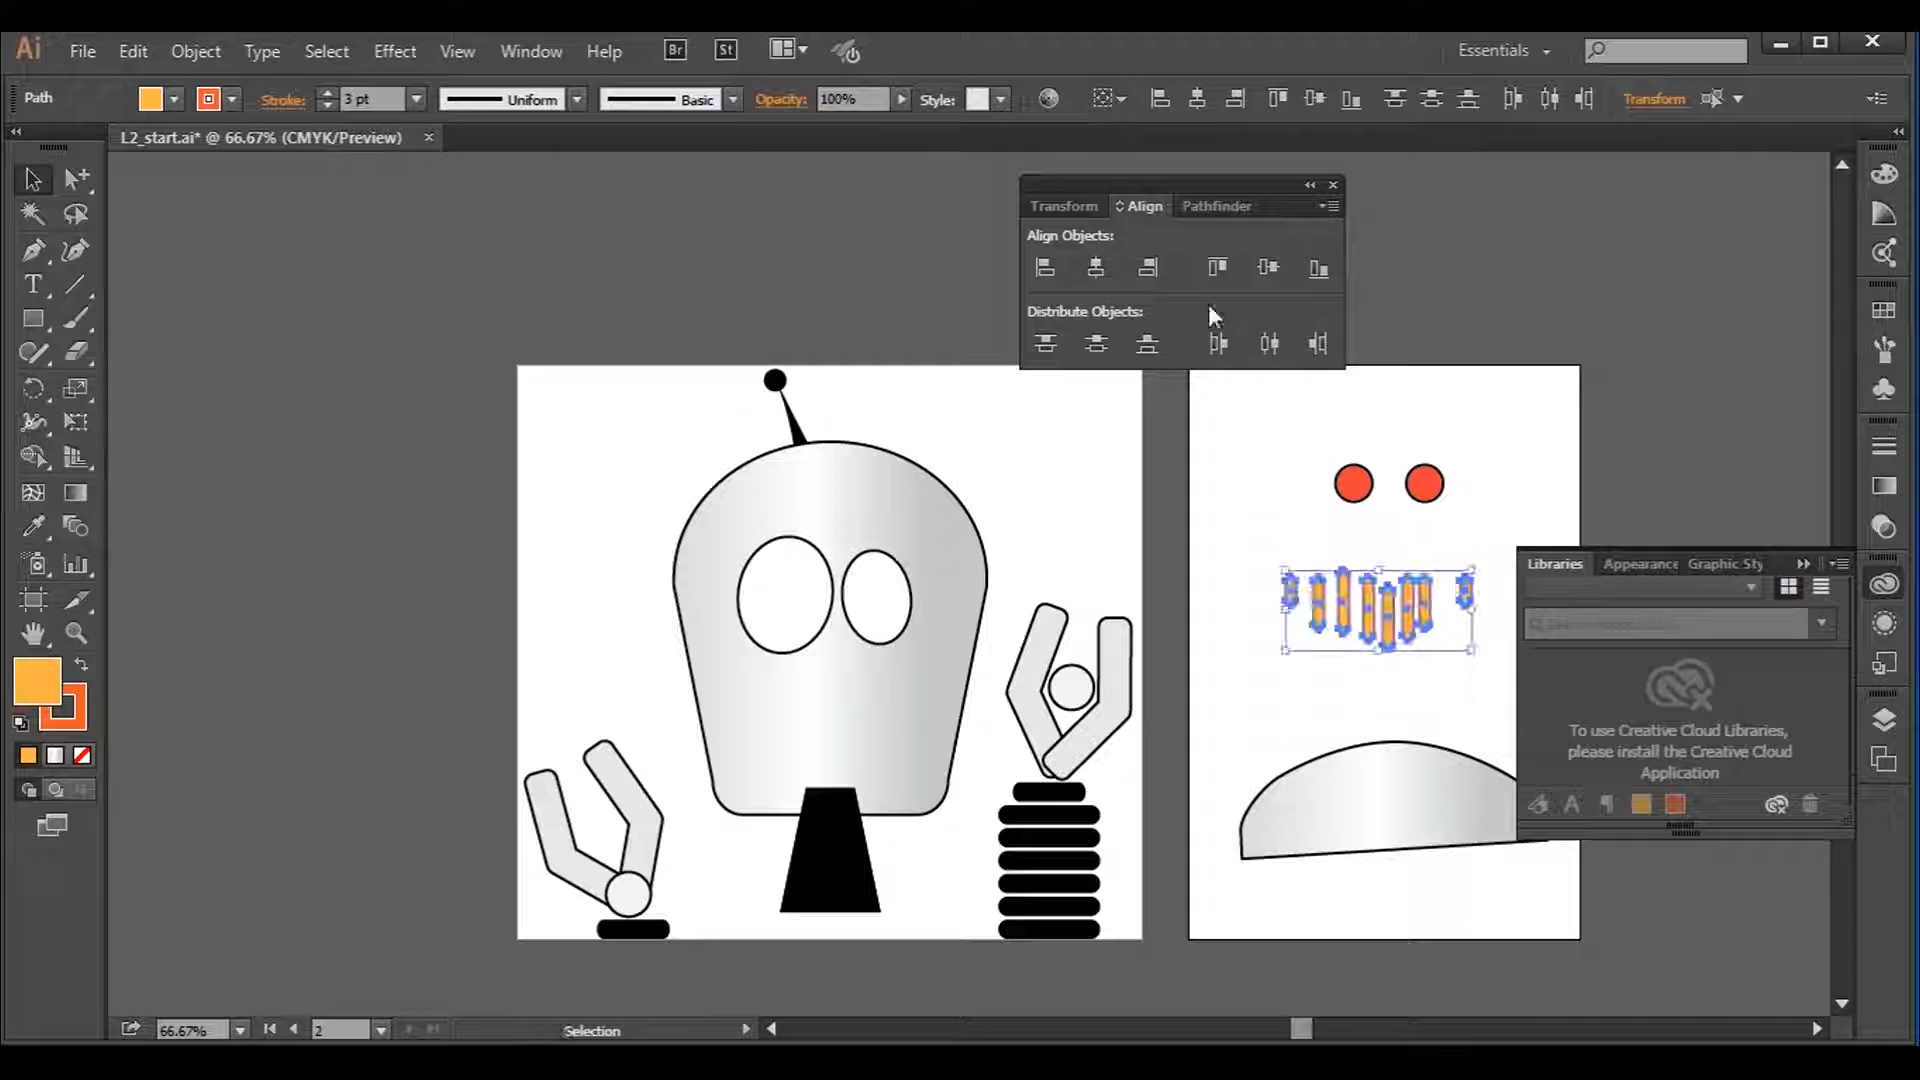 Ai File Edit Object Type Select Effect View Window Help Br St Essentials
Path Stroke: 3 pt Uniform Basic Opacity: 100% Style: Transform
L2_start.ai* @ 66.67% (CMYK/Preview)
Transform Align Pathfinder
Align Objects:
Distribute Objects:
Libraries Appearance Graphic Sty
To use Creative Cloud Libraries,
please install the Creative Cloud
Application
66.67% 2 Selection